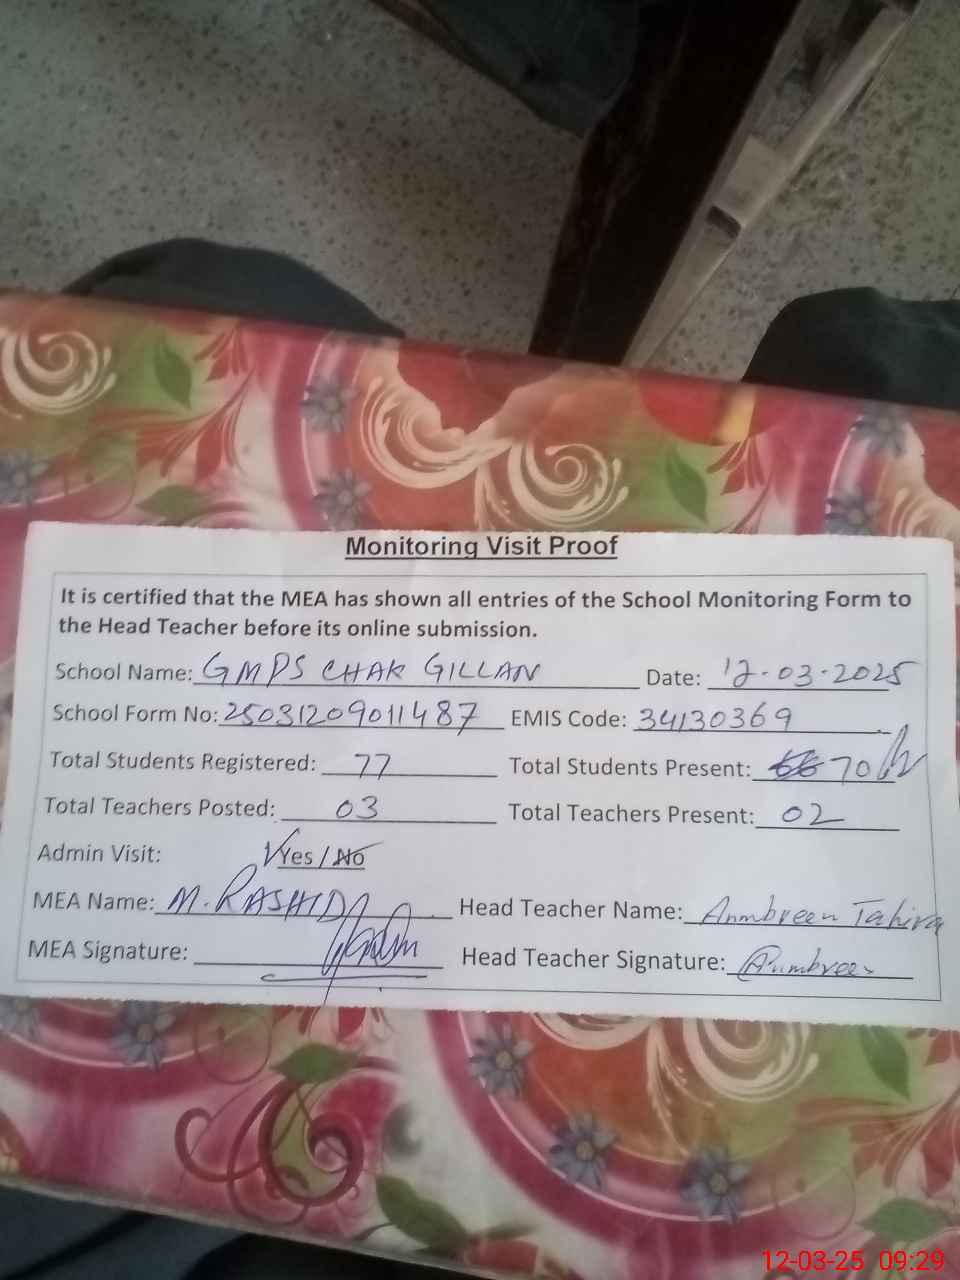 Monitoring Visit Proof
It is certified that the MEA has shown all entries of the School Monitoring Form to
the Head Teacher before its online submission.
School Name: GMPS CHAK GILLAN Date: 12-03-2025
School Form No: 25031209011487 EMIS Code: 34130369
Total Students Registered: 77 Total Students Present: 66 70
Total Teachers Posted: 03 Total Teachers Present: 02
Admin Visit: Yes / No
MEA Name: M. RASHID Head Teacher Name: Anmbreen Tahira
MEA Signature: Head Teacher Signature: Anmbreen
12-03-25 09:29